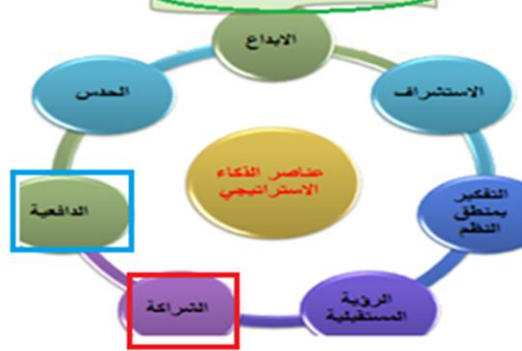 الابداع
الاستشراف
الحدس
عناصر الذكاء
الاستراتيجي
التفكير
بمنطق
النظم
الدافعية
الرؤية
المستقبلية
الشراكة